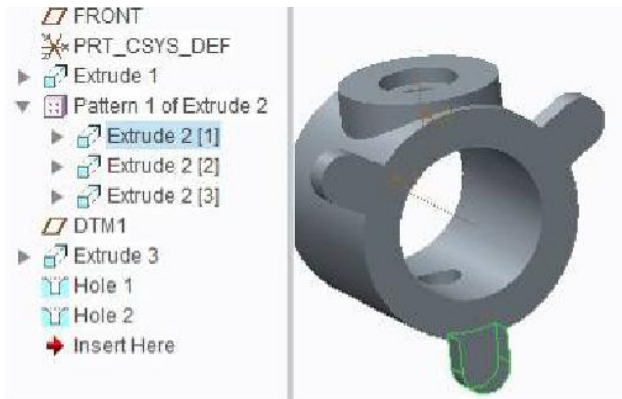 FRONT
PRT_CSYS_DEF
Extrude 1
Pattern 1 of Extrude 2
Extrude 2 [1]
Extrude 2 [2]
Extrude 2 [3]
DTM1
Extrude 3
Hole 1
Hole 2
Insert Here